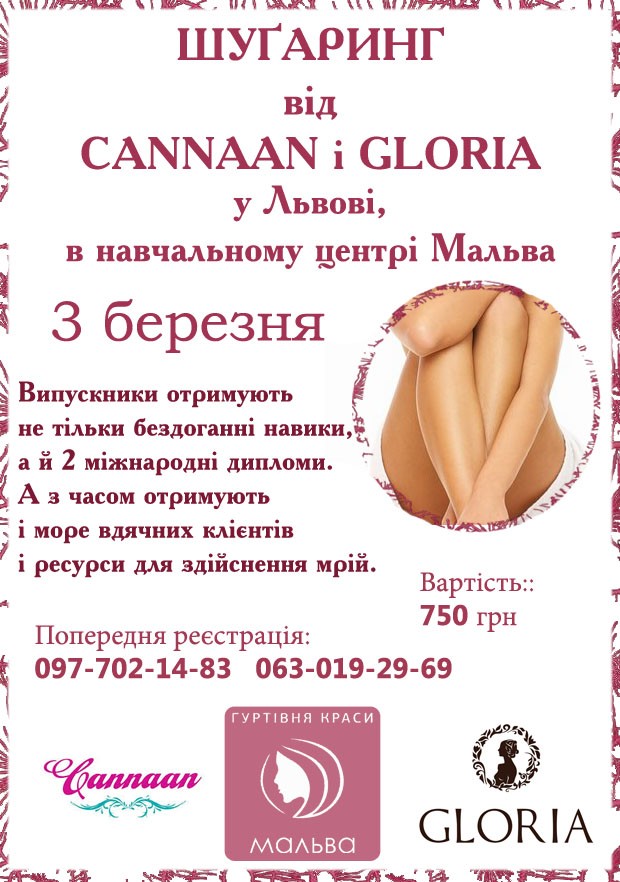 ШУҐАРИНГ
від
CANNAAN і GLORIA
у Львові,
в навчальному центрі Мальва
3 березня
Випускники отримують
не тільки бездоганні навики,
а й 2 міжнародні дипломи.
А з часом отримують
і море вдячних клієнтів
і ресурси для здійснення мрій.
Вартість::
750 грн
Попередня реєстрація:
097-702-14-83 063-019-29-69
Cannaan
ГУРТІВНЯ КРАСИ
мальва
GLORIA